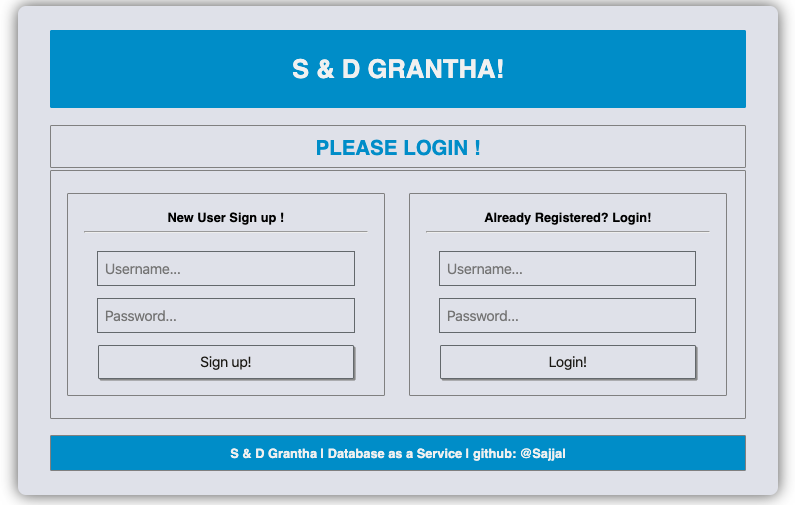 S & D GRANTHA!
PLEASE LOGIN !
New User Sign up !
Username...
Password...
Sign up!
Already Registered? Login!
Username...
Password...
Login!
S & D Grantha | Database as a Service | github: @Sajjal